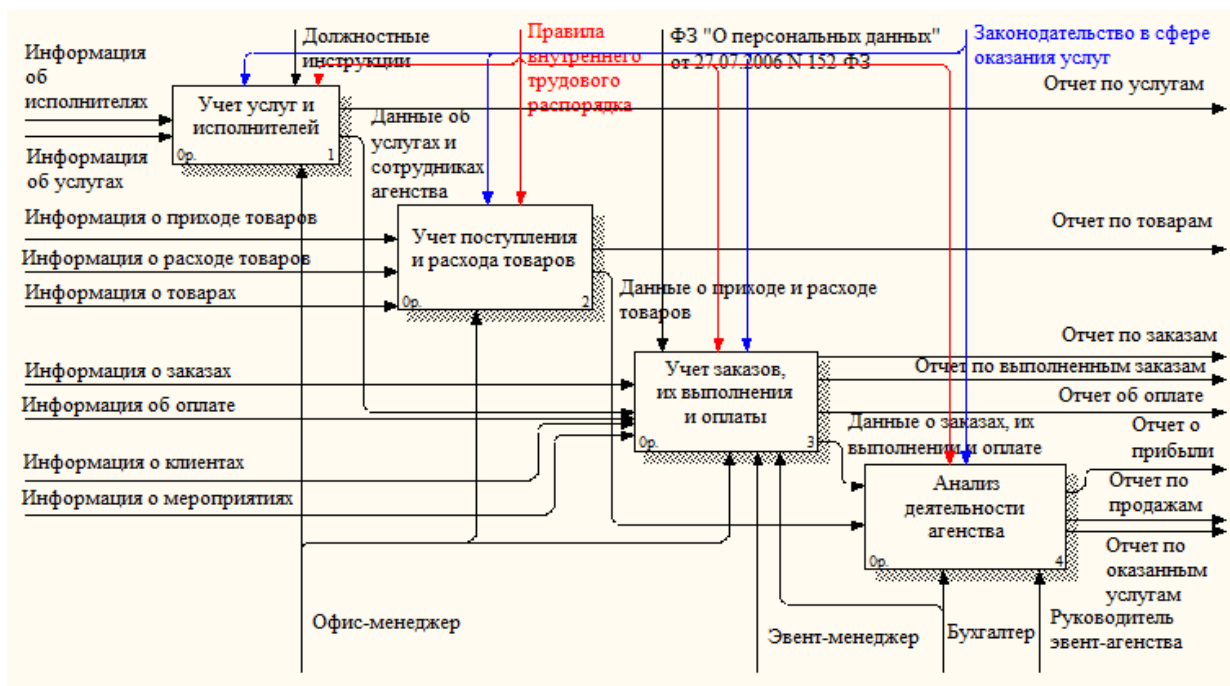 Информация
об
исполнителях
Должностные
инструкции
Правила
внутреннего
трудового
распорядка
ФЗ "О персональных данных"
от 27.07.2006 N 152-ФЗ
Законодательство в сфере
оказания услуг
Отчет по услугам
Учет услуг и
исполнителей
0р. 1
Информация
об услугах
Данные об
услугах и
сотрудниках
агенства
Информация о приходе товаров
Информация о расходе товаров
Информация о товарах
Учет поступления
и расхода товаров
0р. 2
Отчет по товарам
Данные о приходе и расходе
товаров
Информация о заказах
Информация об оплате
Информация о клиентах
Информация о мероприятиях
Учет заказов,
их выполнения
и оплаты
0р. 3
Отчет по заказам
Отчет по выполненным заказам
Отчет об оплате
Данные о заказах, их
выполнении и оплате
Отчет о
прибыли
Анализ
деятельности
агенства
0р. 4
Отчет по
продажам
Отчет по
оказанным
услугам
Офис-менеджер
Эвент-менеджер
Бухгалтер
Руководитель
эвент-агенства